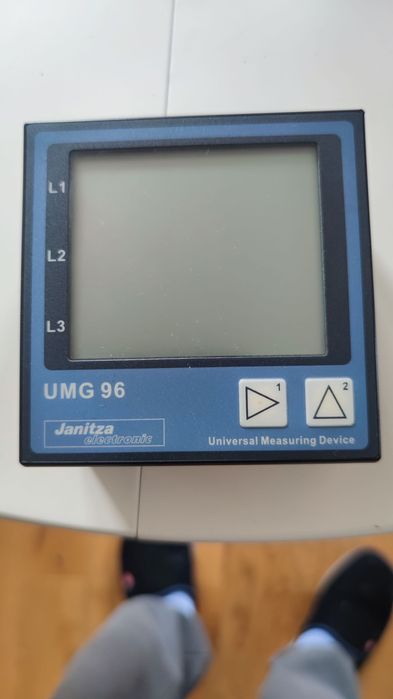 L1
L2
L3
UMG 96
1
2
Janitza
electronic
Universal Measuring Device